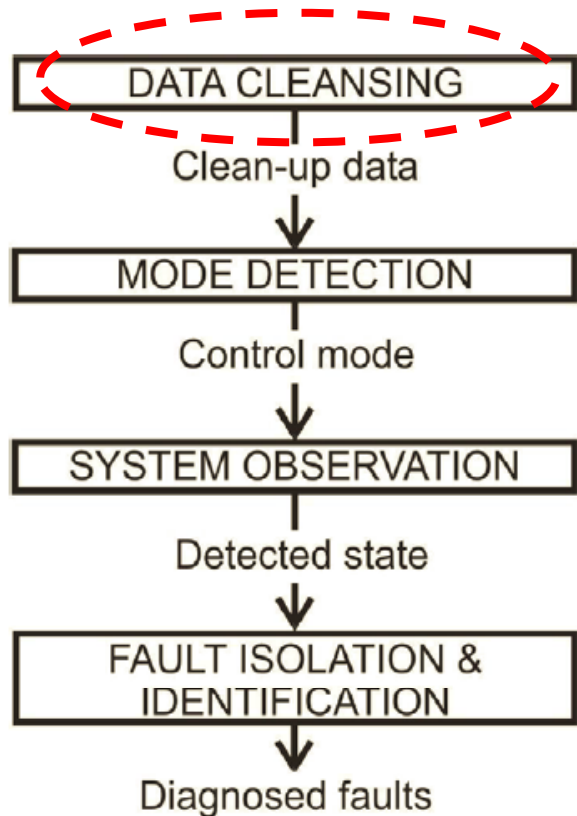 DATA CLEANSING
Clean-up data
MODE DETECTION
Control mode
SYSTEM OBSERVATION
Detected state
FAULT ISOLATION &
IDENTIFICATION
Diagnosed faults